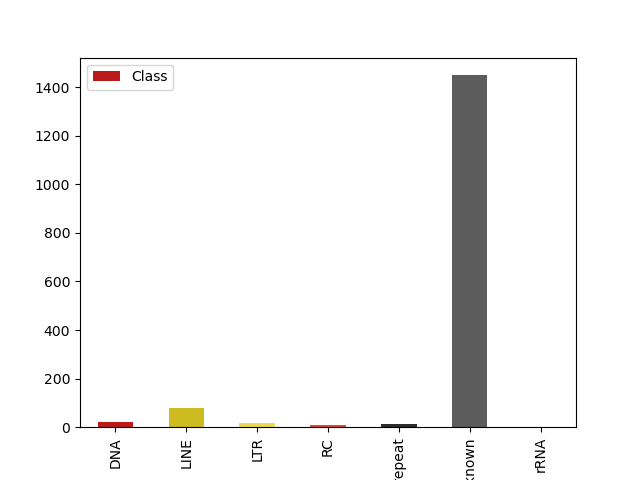 Class
1400
1200
1000
800
600
400
200
0
DNA
LINE
LTR
RC
repeat
known
rRNA